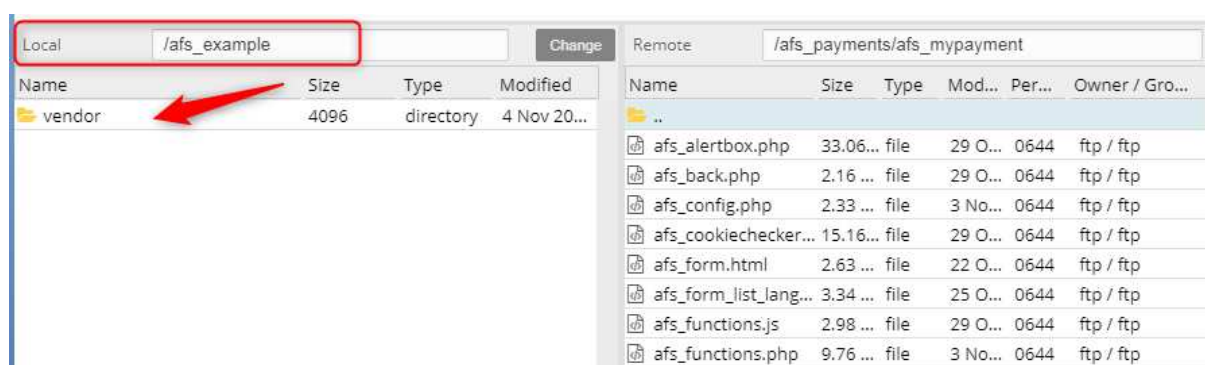 Local /afs_example Change Remote /afs_payments/afs_mypayment
Name Size Type Modified Name Size Type Mod... Per... Owner / Gro...
vendor 4096 directory 4 Nov 20... ..
afs_alertbox.php 33.06... file 29 O... 0644 ftp / ftp
afs_back.php 2.16 ... file 29 O... 0644 ftp / ftp
afs_config.php 2.33 ... file 3 No... 0644 ftp / ftp
afs_cookiechecker... 15.16... file 29 O... 0644 ftp / ftp
afs_form.html 2.63 ... file 22 O... 0644 ftp / ftp
afs_form_list_lang... 3.34 ... file 25 O... 0644 ftp / ftp
afs_functions.js 2.98 ... file 29 O... 0644 ftp / ftp
afs_functions.php 9.76 ... file 3 No... 0644 ftp / ftp